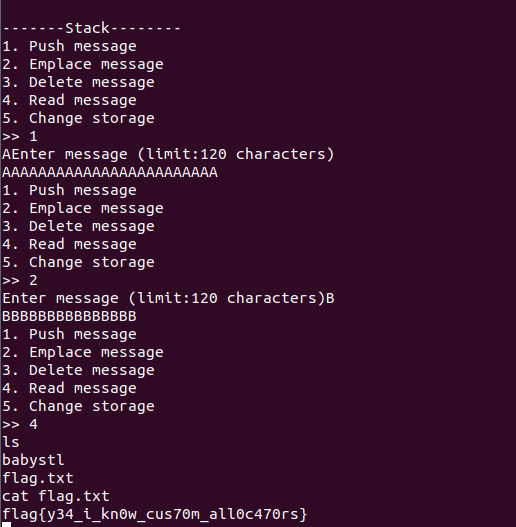 -------Stack--------
1. Push message
2. Emplace message
3. Delete message
4. Read message
5. Change storage
>> 1
AEnter message (limit:120 characters)
AAAAAAAAAAAAAAAAAAAAAAAA
1. Push message
2. Emplace message
3. Delete message
4. Read message
5. Change storage
>> 2
Enter message (limit:120 characters)B
BBBBBBBBBBBBBBB
1. Push message
2. Emplace message
3. Delete message
4. Read message
5. Change storage
>> 4
ls
babystl
flag.txt
cat flag.txt
flag{y34_i_kn0w_cus70m_all0c470rs}